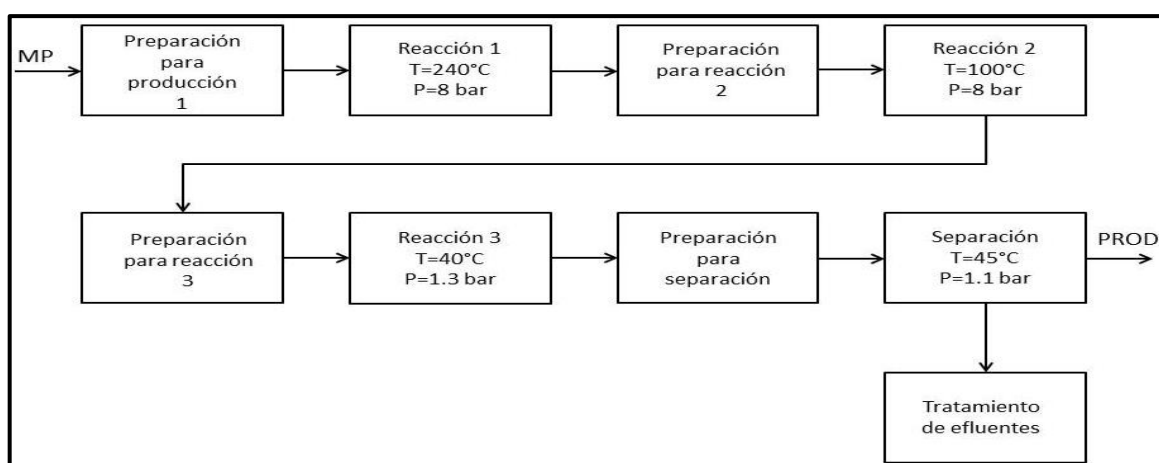 MP
Preparación
para
producción
1
Reacción 1
T=240°C
P=8 bar
Preparación
para reacción
2
Reacción 2
T=100°C
P=8 bar
Preparación
para reacción
3
Reacción 3
T=40°C
P=1.3 bar
Preparación
para
separación
Separación
T=45°C
P=1.1 bar
PROD
Tratamiento
de efluentes